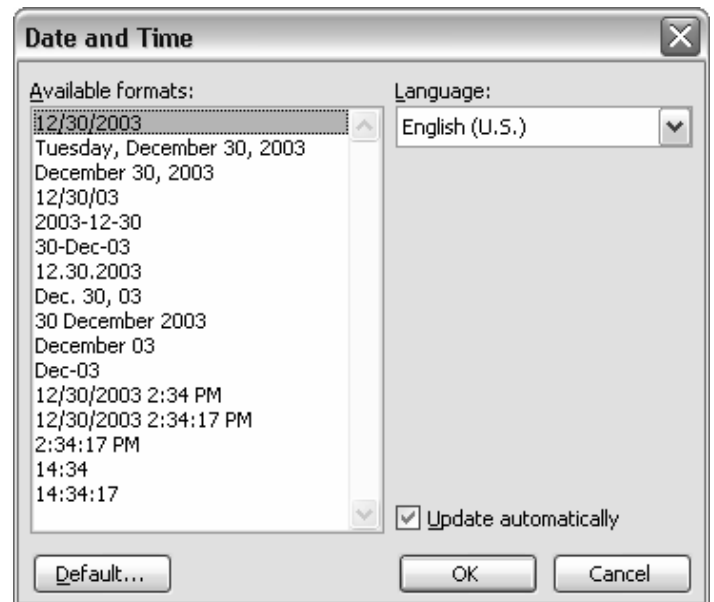 Date and Time
Available formats:
12/30/2003
Tuesday, December 30, 2003
December 30, 2003
12/30/03
2003-12-30
30-Dec-03
12.30.2003
Dec. 30, 03
30 December 2003
December 03
Dec-03
12/30/2003 2:34 PM
12/30/2003 2:34:17 PM
2:34:17 PM
14:34
14:34:17
Language:
English (U.S.)
Update automatically
Default...
OK
Cancel